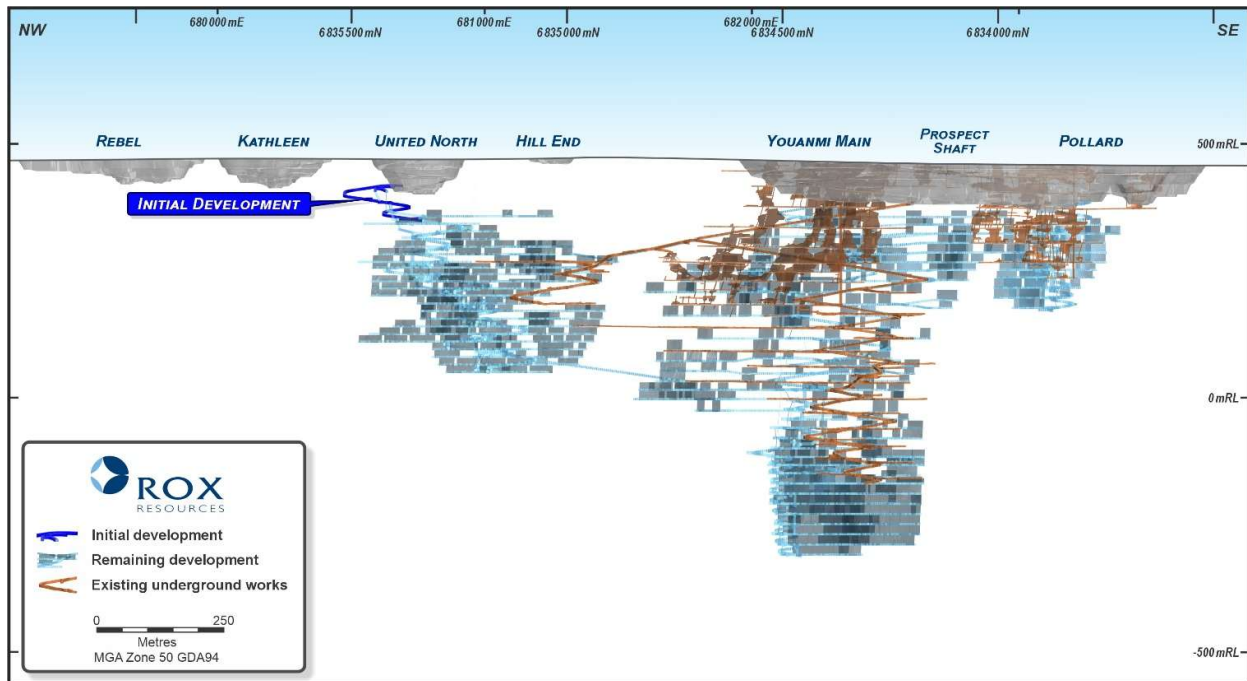 NW
680 000 mE
6 835 500 mN
681 000 mE
6 835 000 mN
682 000 mE
6 834 500 mN
6 834 000 mN
SE
REBEL
KATHLEEN
UNITED NORTH
HILL END
YOUANMI MAIN
PROSPECT
SHAFT
POLLARD
500 mRL
INITIAL DEVELOPMENT
0 mRL
-500 mRL
ROX
RESOURCES
Initial development
Remaining development
Existing underground works
0 250
Metres
MGA Zone 50 GDA94